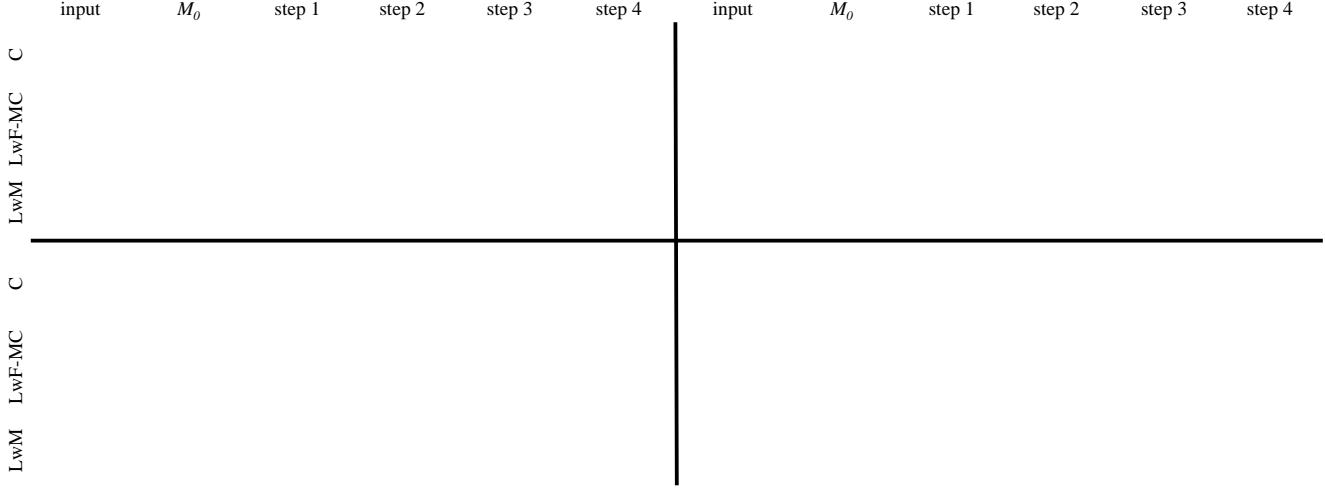 input M₀ step 1 step 2 step 3 step 4 input M₀ step 1 step 2 step 3 step 4
C
LwF-MC
LwM
C
LwF-MC
LwM